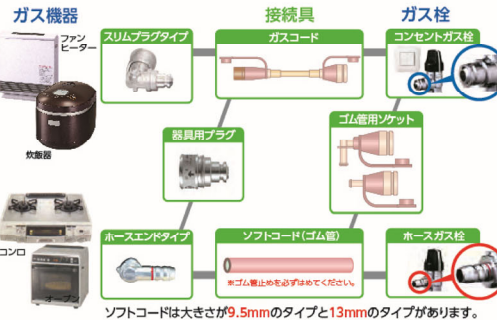 ガス機器
接続具
ガス栓
ファン
ヒーター
スリムプラグタイプ
ガスコード
コンセントガス栓
炊飯器
器具用プラグ
ゴム管用ソケット
コンロ
オーブン
ホースエンドタイプ
ソフトコード(ゴム管)
※ゴム管止めを必ずはめてください。
ホースガス栓
ソフトコードは大きさが9.5mmのタイプと13mmのタイプがあります。